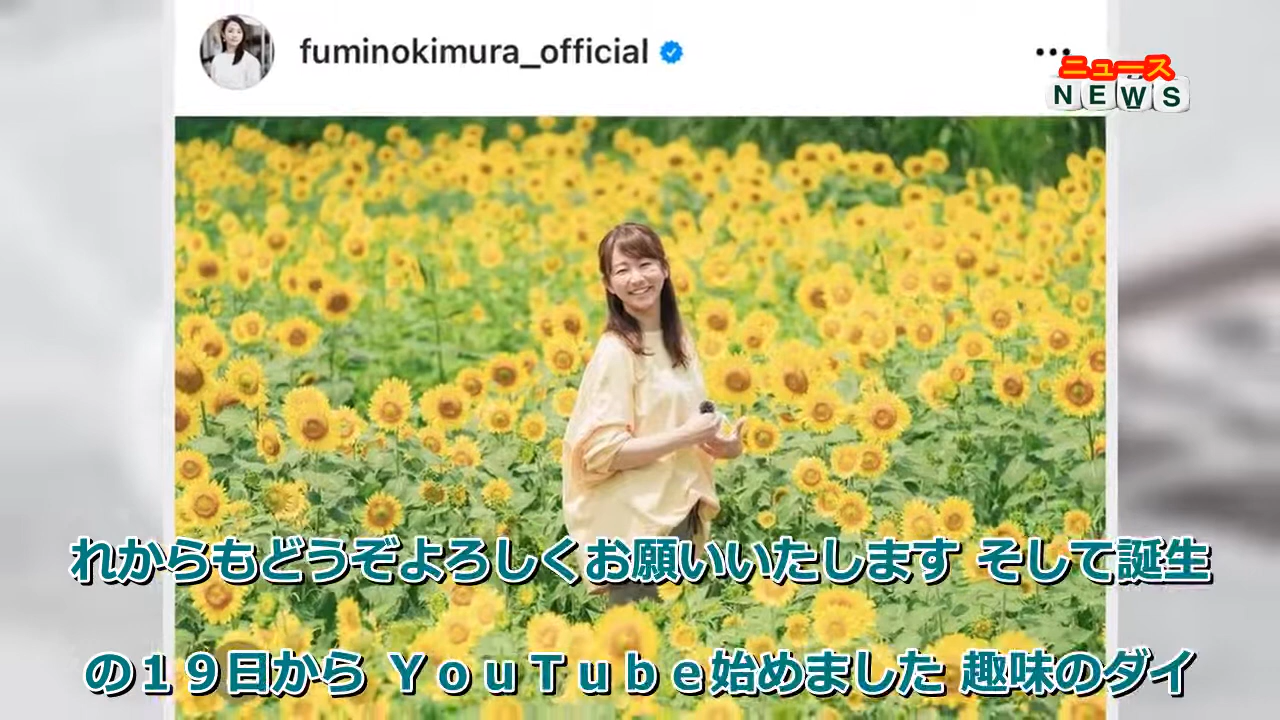 fuminokimura_official
ニュース
NEWS
れからもどうぞよろしくお願いいたします そして誕生
の１９日から ＹｏｕＴｕｂｅ始めました 趣味のダイ